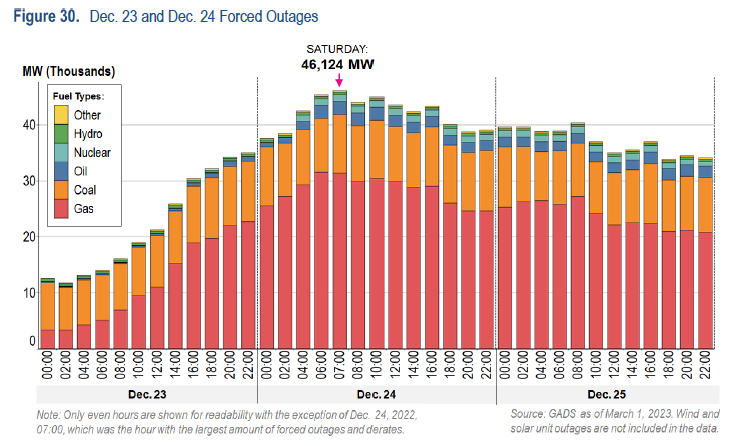 Figure 30. Dec. 23 and Dec. 24 Forced Outages
SATURDAY:
46,124 MW
MW (Thousands)
Fuel Types:
Other
Hydro
Nuclear
Oil
Coal
Gas
40
30
20
10
0
00:00 02:00 04:00 06:00 08:00 10:00 12:00 14:00 16:00 18:00 20:00 22:00 00:00 02:00 04:00 06:00 07:00 08:00 10:00 12:00 14:00 16:00 18:00 20:00 22:00 00:00 02:00 04:00 06:00 08:00 10:00 12:00 14:00 16:00 18:00 20:00 22:00
Dec. 23 Dec. 24 Dec. 25
Note: Only even hours are shown for readability with the exception of Dec. 24, 2022,
07:00, which was the hour with the largest amount of forced outages and derates.
Source: GADS as of March 1, 2023. Wind and
solar unit outages are not included in the data.